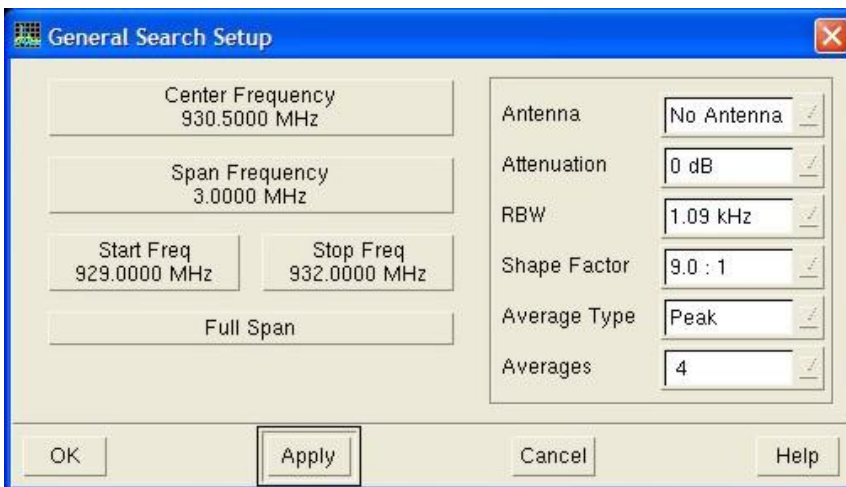 General Search Setup
Center Frequency
930.5000 MHz
Span Frequency
3.0000 MHz
Start Freq
929.0000 MHz
Stop Freq
932.0000 MHz
Full Span
Antenna
No Antenna
Attenuation
0 dB
RBW
1.09 kHz
Shape Factor
9.0 : 1
Average Type
Peak
Averages
4
OK
Apply
Cancel
Help